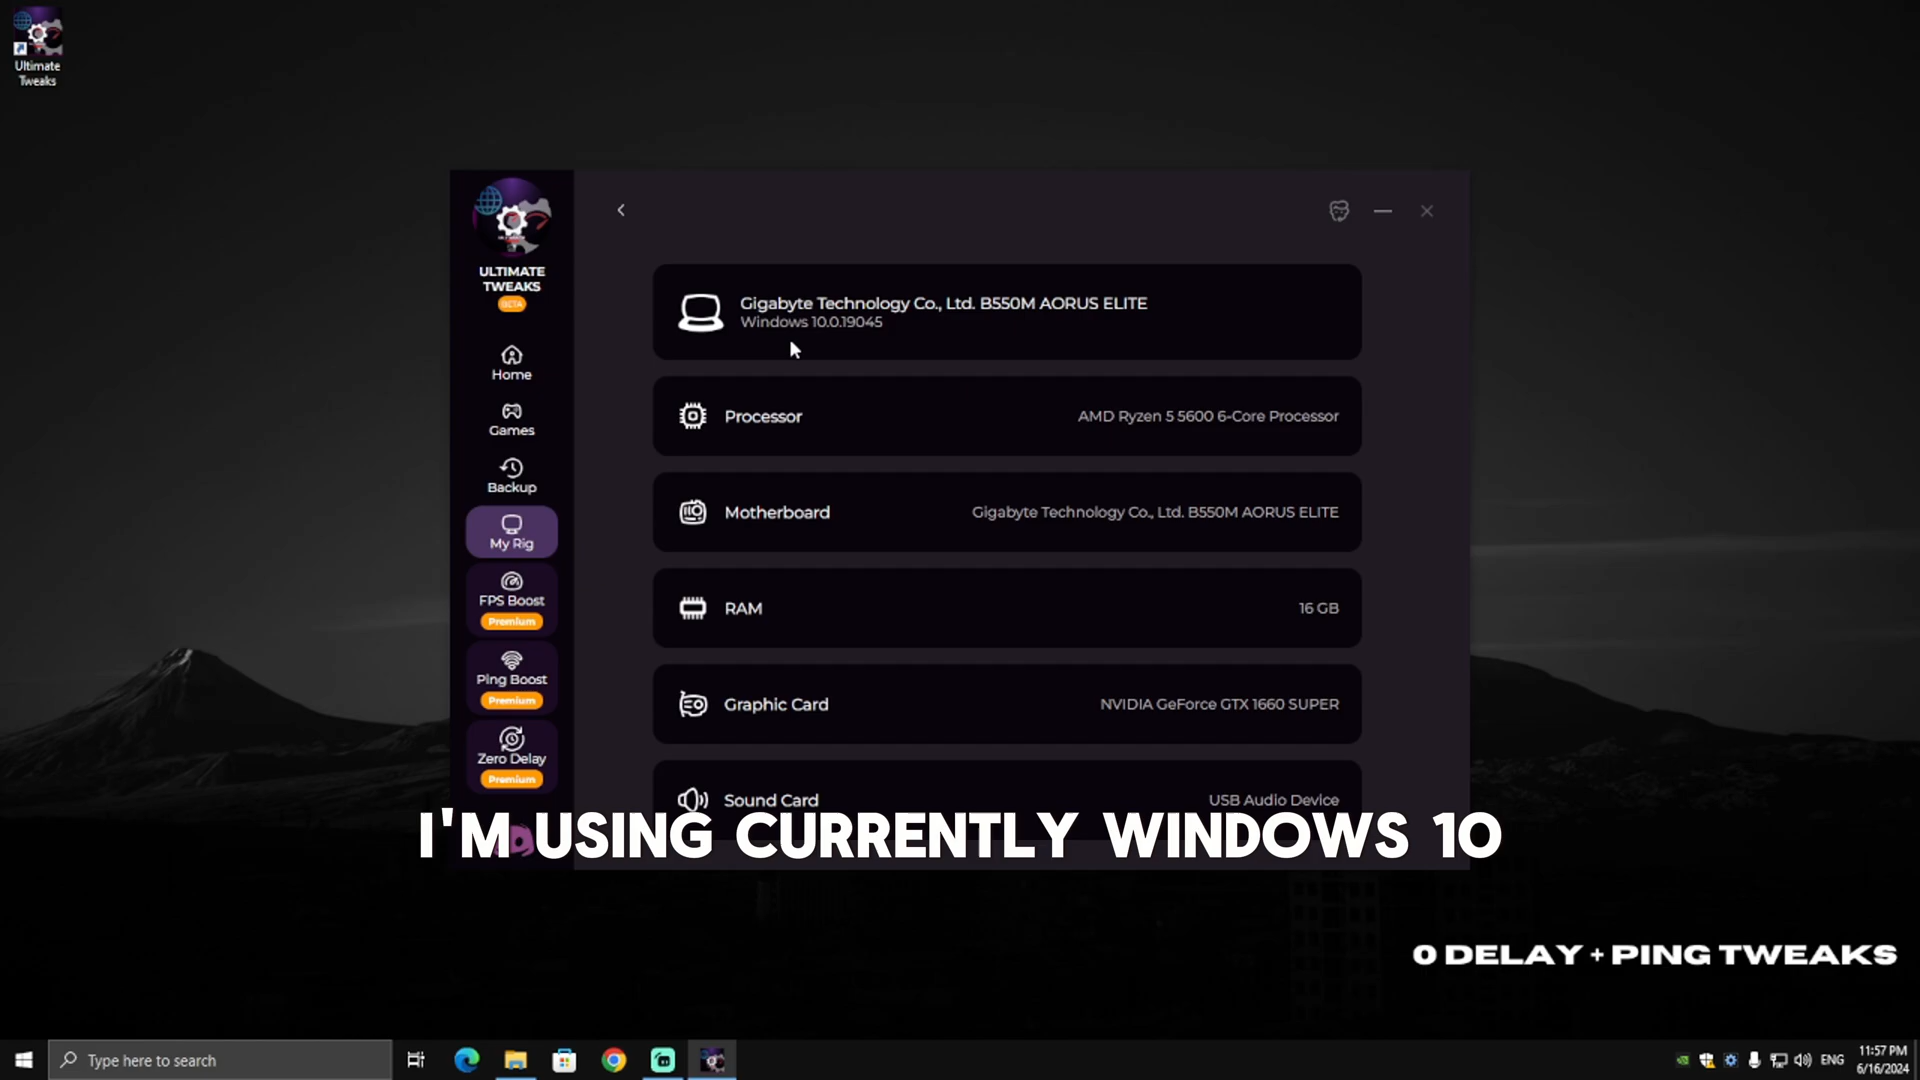 Ultimate
Tweaks
ULTIMATE
TWEAKS
BETA
Home
Games
Backup
My Rig
FPS Boost
Premium
Ping Boost
Premium
Zero Delay
Premium
Gigabyte Technology Co., Ltd. B550M AORUS ELITE
Windows 10.0.19045
Processor AMD Ryzen 5 5600 6-Core Processor
Motherboard Gigabyte Technology Co., Ltd. B550M AORUS ELITE
RAM 16 GB
Graphic Card NVIDIA GeForce GTX 1660 SUPER
Sound Card USB Audio Device
I'M USING CURRENTLY WINDOWS 10
0 DELAY + PING TWEAKS
Type here to search
ENG
11:57 PM
6/16/2024